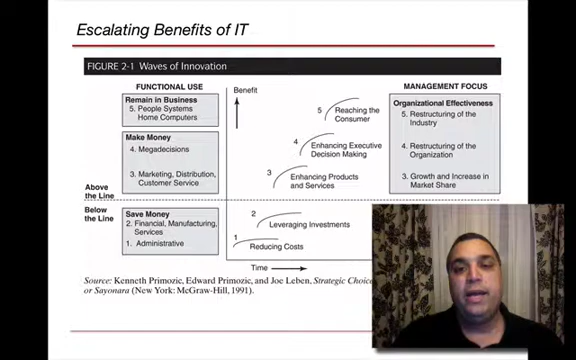 Escalating Benefits of IT
FIGURE 2-1 Waves of Innovation
FUNCTIONAL USE
Benefit
MANAGEMENT FOCUS
Remain in Business
5. People Systems
Home Computers
Make Money
4. Megadecisions
3. Marketing, Distribution,
Customer Service
Above
the Line
Below
the Line
Save Money
2. Financial, Manufacturing,
Services
1. Administrative
5 Reaching the
Consumer
4 Enhancing Executive
Decision Making
3 Enhancing Products
and Services
2 Leveraging Investments
1 Reducing Costs
Time
Organizational Effectiveness
5. Restructuring of the
Industry
4. Restructuring of the
Organization
3. Growth and Increase in
Market Share
Source: Kenneth Primozic, Edward Primozic, and Joe Leben, Strategic Choice
or Sayonara (New York: McGraw-Hill, 1991).